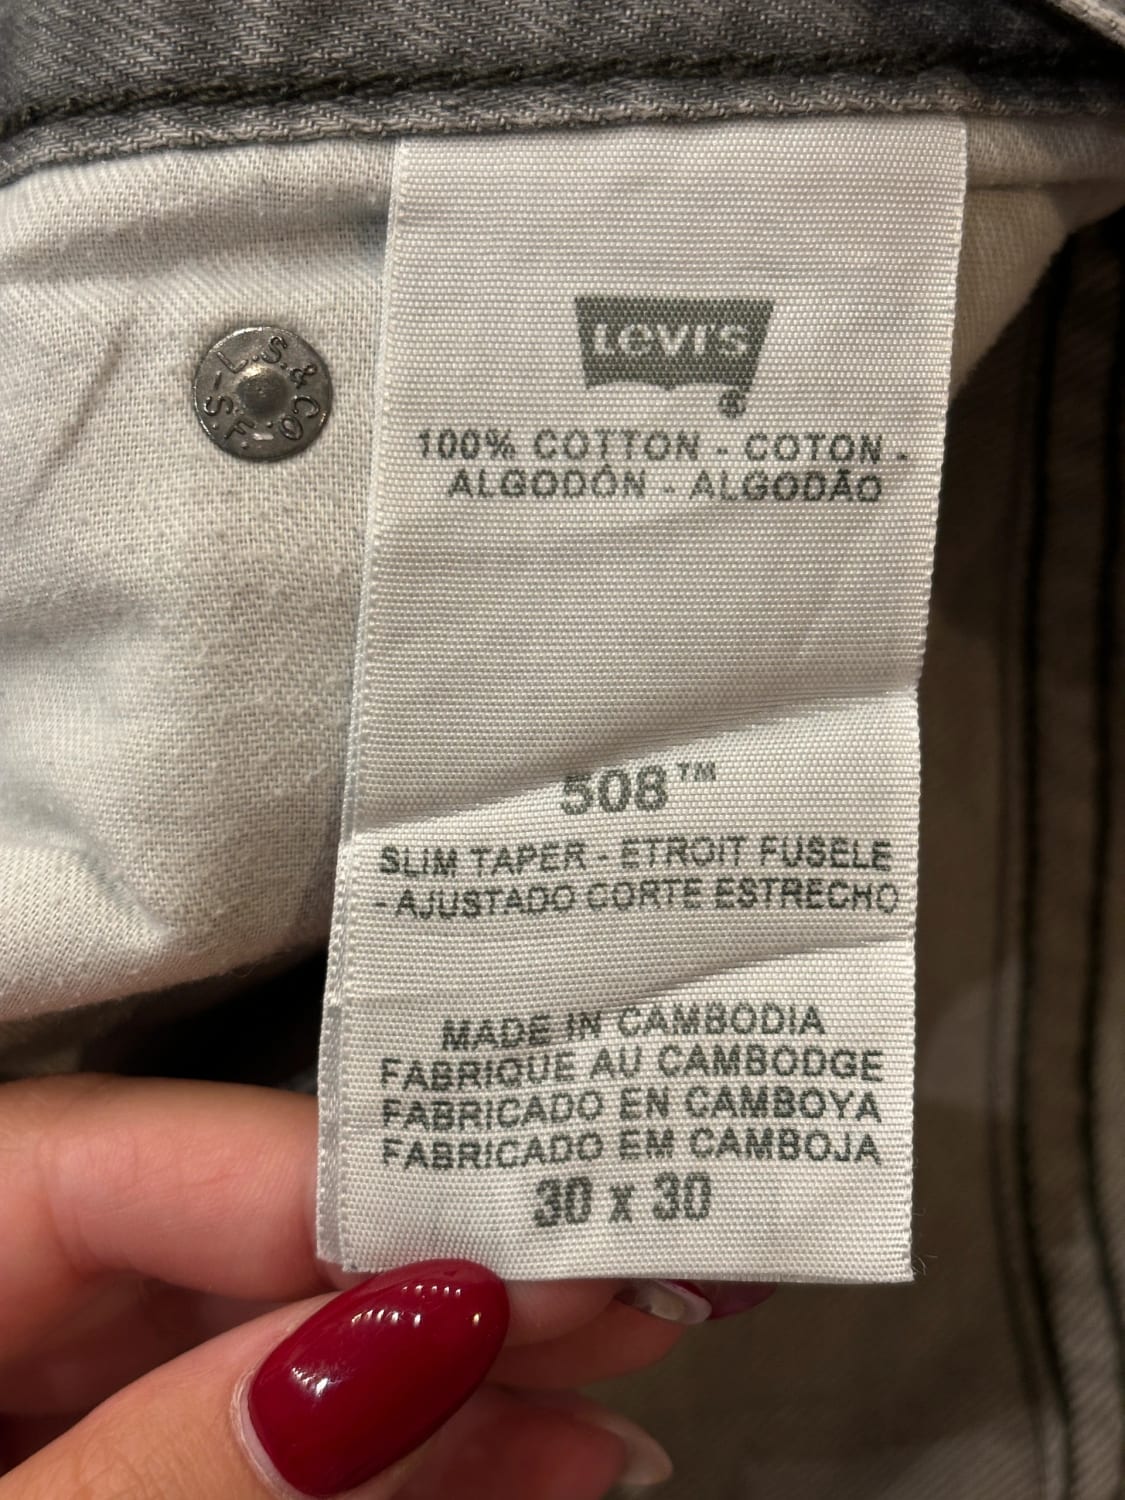 L.S.&CO.-S.F.-
LEVI'S
®
100% COTTON - COTON -
ALGODÓN - ALGODÃO
508™
SLIM TAPER - ETROIT FUSELE
- AJUSTADO CORTE ESTRECHO
MADE IN CAMBODIA
FABRIQUE AU CAMBODGE
FABRICADO EN CAMBOYA
FABRICADO EM CAMBOJA
30 x 30